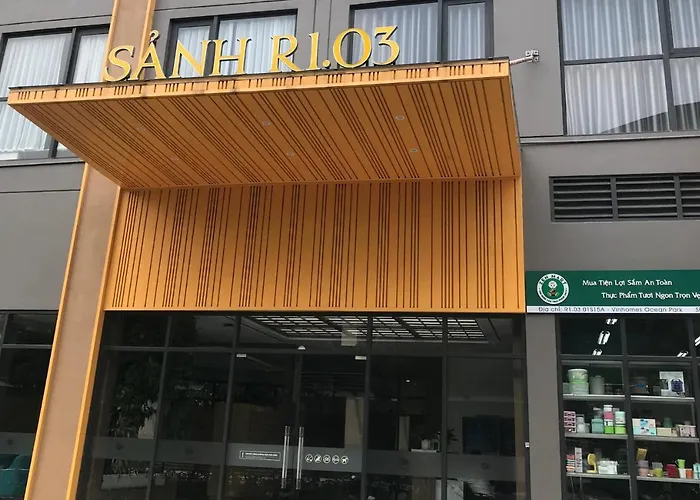 SẢNH R1.03
Mua Tiện Lợi Sắm An Toàn
Thực Phẩm Tươi Ngon Trọn
Địa chỉ: R1.03 01S15A - Vinhomes Ocean Park